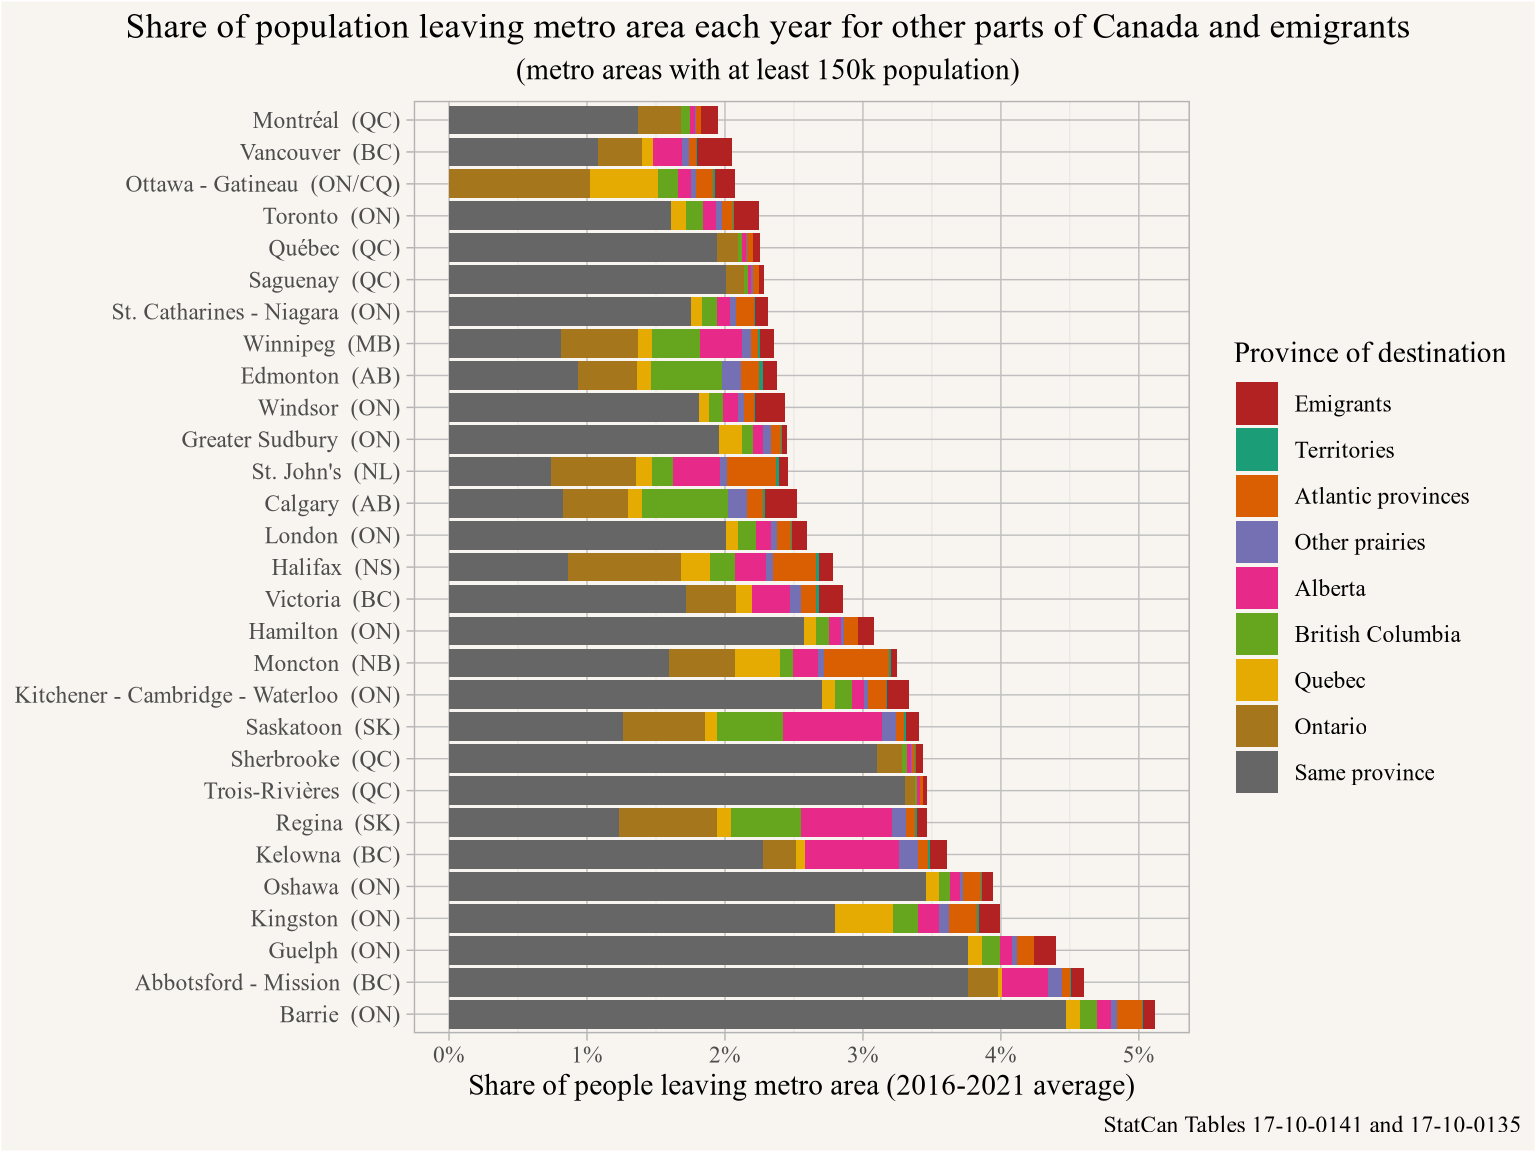 Share of population leaving metro area each year for other parts of Canada and emigrants
(metro areas with at least 150k population)
Montréal (QC)
Vancouver (BC)
Ottawa - Gatineau (ON/CQ)
Toronto (ON)
Québec (QC)
Saguenay (QC)
St. Catharines - Niagara (ON)
Winnipeg (MB)
Edmonton (AB)
Windsor (ON)
Greater Sudbury (ON)
St. John's (NL)
Calgary (AB)
London (ON)
Halifax (NS)
Victoria (BC)
Hamilton (ON)
Moncton (NB)
Kitchener - Cambridge - Waterloo (ON)
Saskatoon (SK)
Sherbrooke (QC)
Trois-Rivières (QC)
Regina (SK)
Kelowna (BC)
Oshawa (ON)
Kingston (ON)
Guelph (ON)
Abbotsford - Mission (BC)
Barrie (ON)
0% 1% 2% 3% 4% 5%
Share of people leaving metro area (2016-2021 average)
Province of destination
Emigrants
Territories
Atlantic provinces
Other prairies
Alberta
British Columbia
Quebec
Ontario
Same province
StatCan Tables 17-10-0141 and 17-10-0135